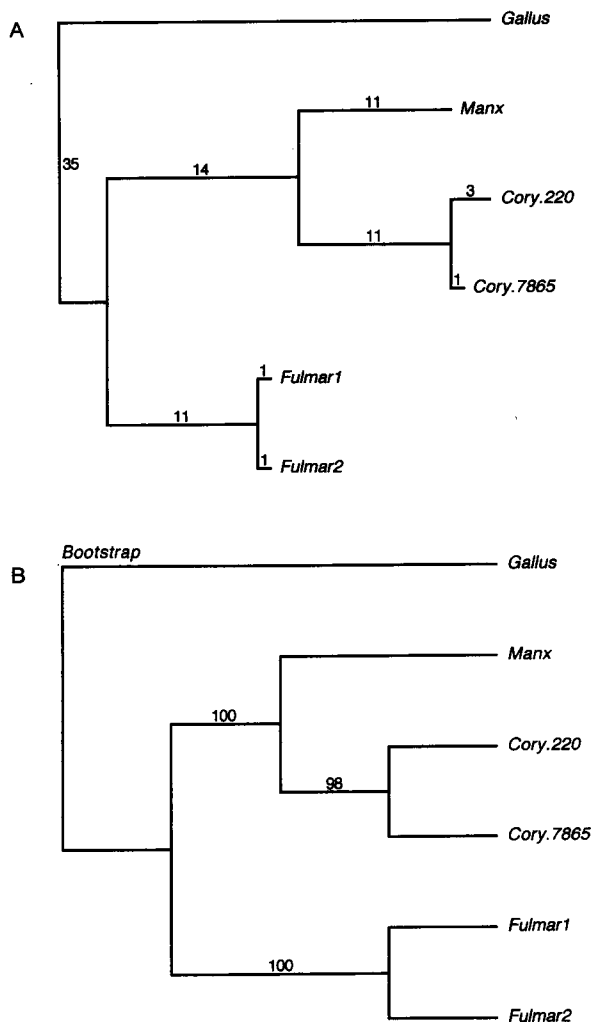 A
Gallus
11
Manx
35
14
3
Cory.220
11
1
Cory.7865
1
Fulmar1
11
1
Fulmar2
Bootstrap
B
Gallus
Manx
100
Cory.220
98
Cory.7865
Fulmar1
100
Fulmar2